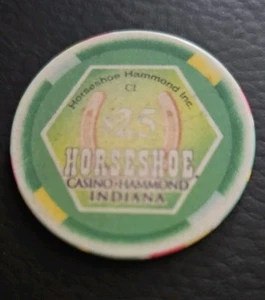 Horseshoe Hammond Inc.
CI
$25
HORSESHOE
CASINO • HAMMOND
INDIANA